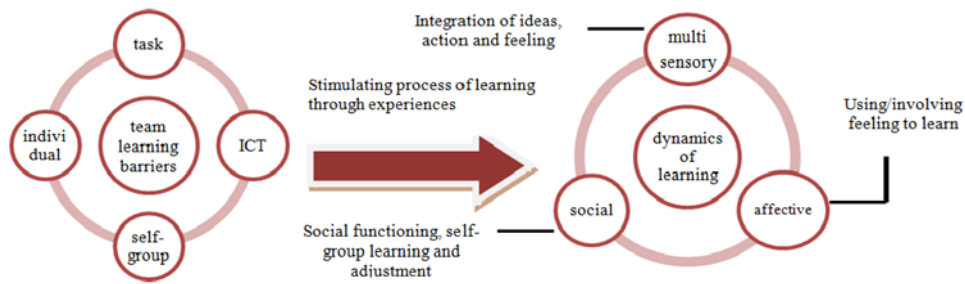 task
indivi
dual
team
learning
barriers
ICT
self-
group
Stimulating process of learning
through experiences
Integration of ideas,
action and feeling
multi
sensory
dynamics
of
learning
social
affective
Using/involving
feeling to learn
Social functioning, self-
group learning and
adjustment